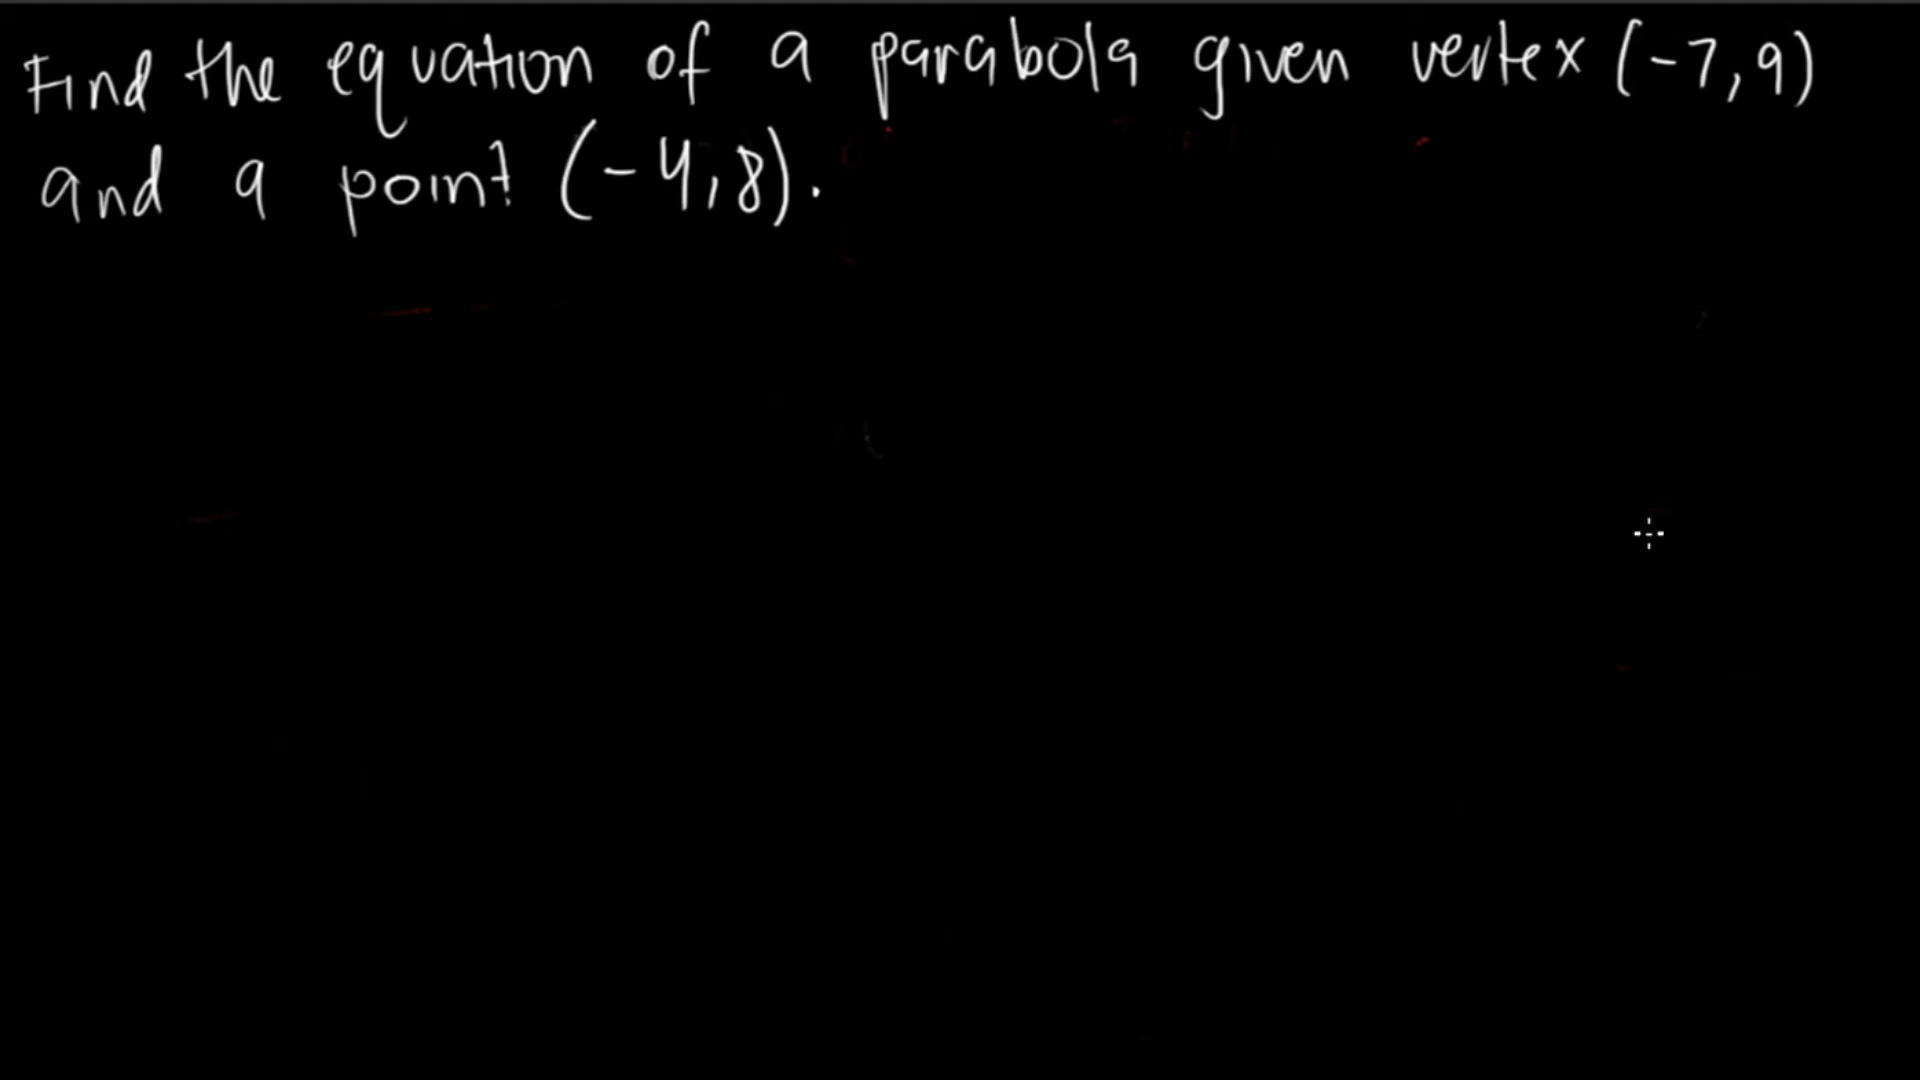 Find the equation of a parabola given vertex (-7,9)
and a point (-4,8).